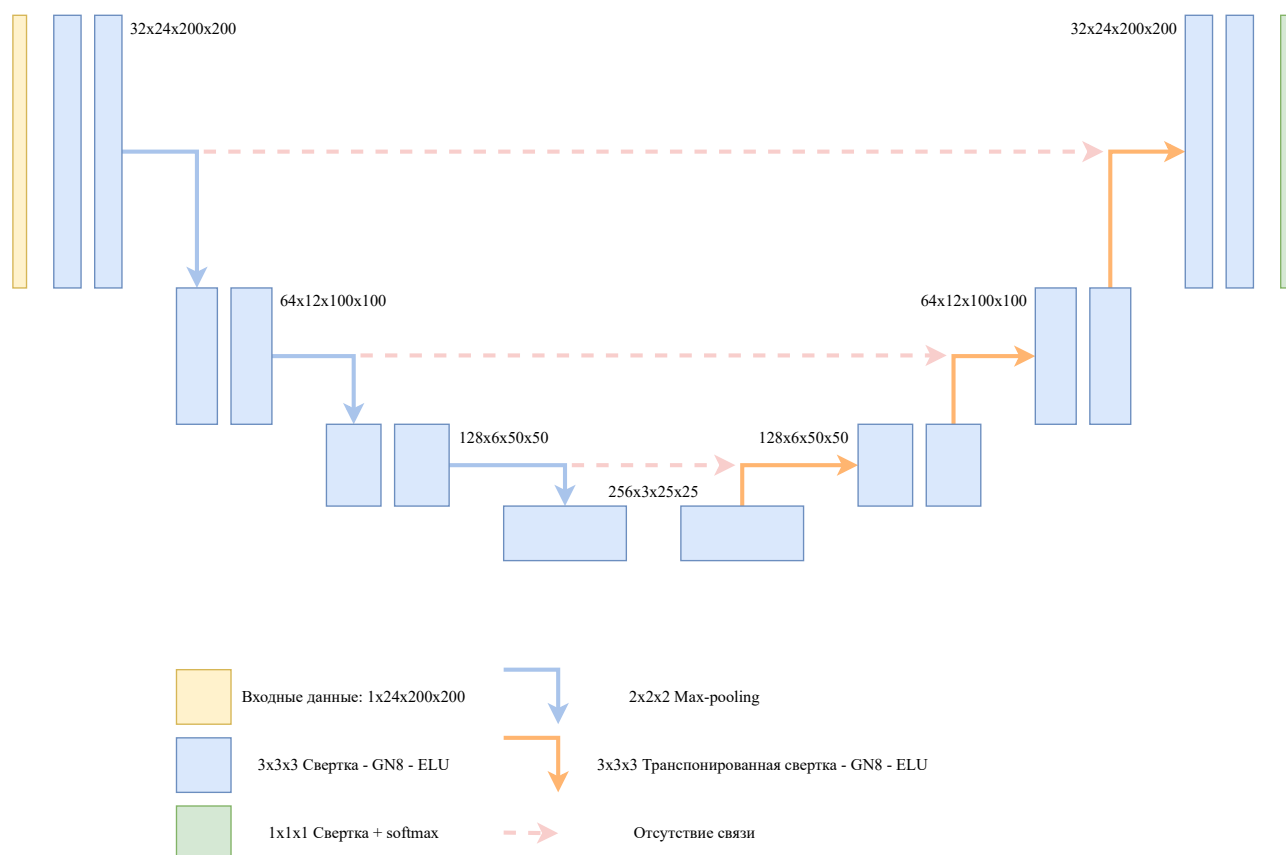 32x24x200x200
32x24x200x200
64x12x100x100
64x12x100x100
128x6x50x50
128x6x50x50
256x3x25x25
Входные данные: 1x24x200x200
2x2x2 Max-pooling
3x3x3 Свертка - GN8 - ELU
3x3x3 Транспонированная свертка - GN8 - ELU
1x1x1 Свертка + softmax
Отсутствие связи